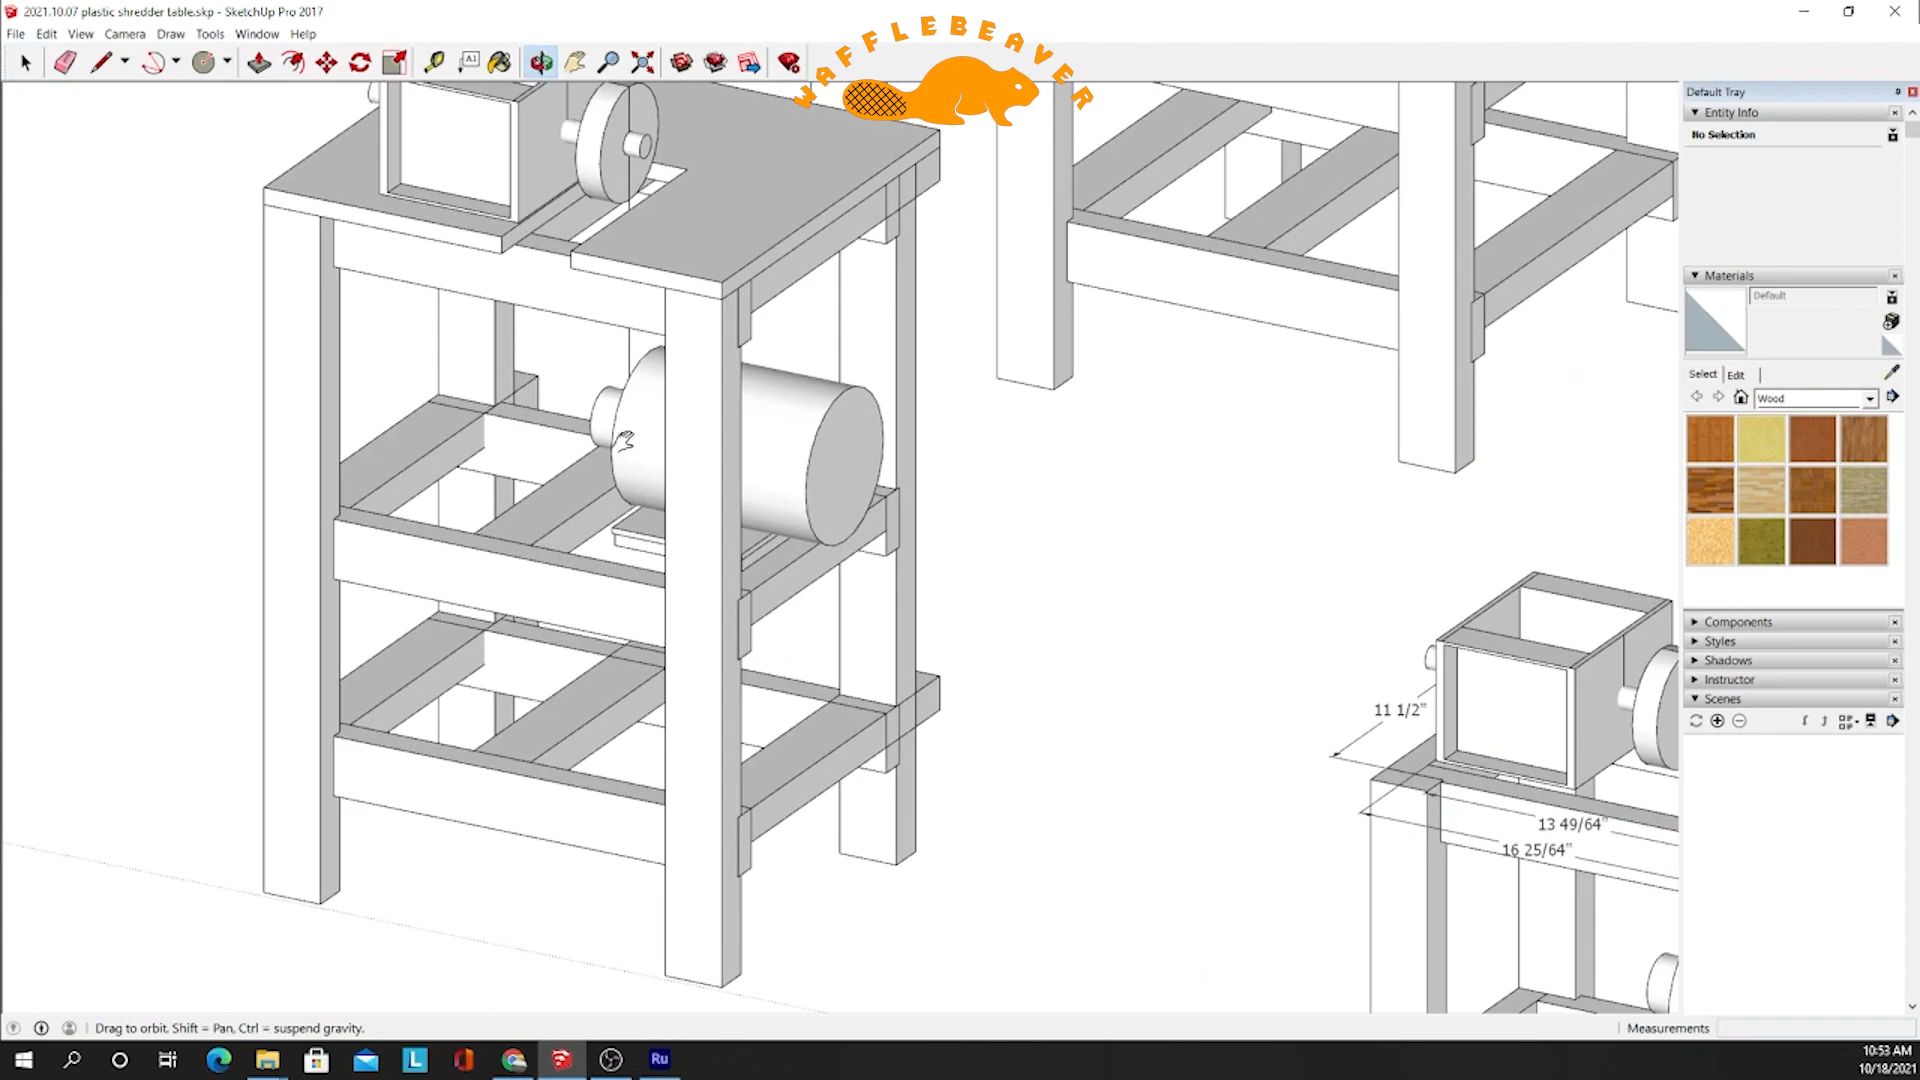 2021.10.07 plastic shredder table.skp - SketchUp Pro 2017
File Edit View Camera Draw Tools Window Help
WAFFLEBEAVER
A1
Default Tray
Entity Info
No Selection
Materials
Default
Select Edit
Wood
Components
Styles
Shadows
Instructor
Scenes
11 1/2"
13 49/64"
16 25/64"
Drag to orbit. Shift = Pan, Ctrl = suspend gravity.
Measurements
L
Ru
10:53 AM
10/18/2021